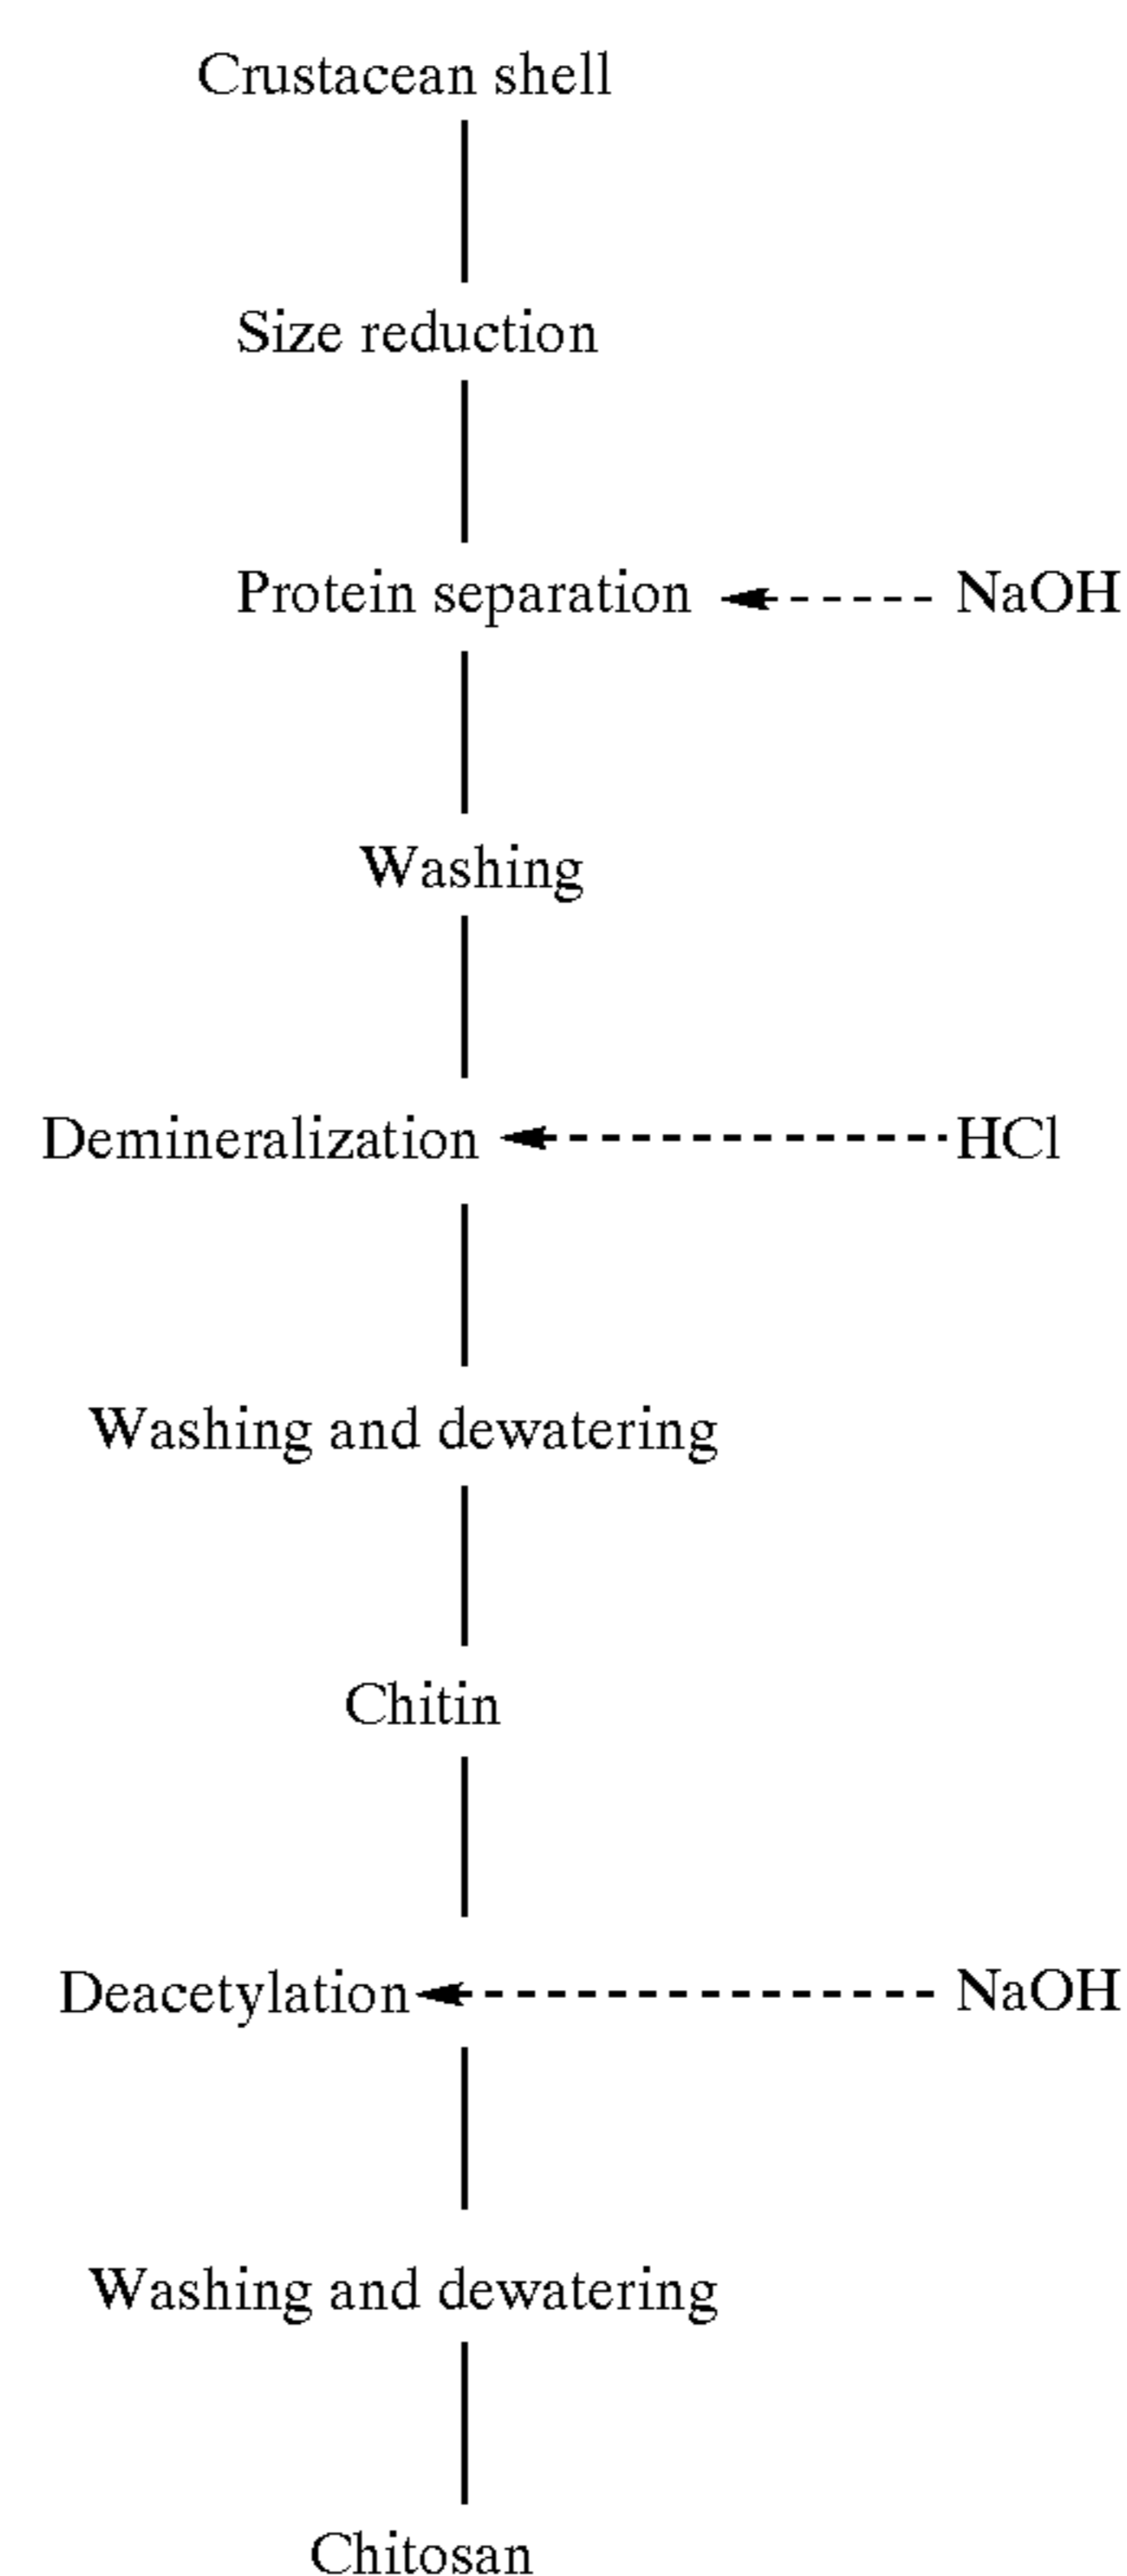 Crustacean shell
Size reduction
Protein separation NaOH
Washing
Demineralization HCl
Washing and dewatering
Chitin
Deacetylation NaOH
Washing and dewatering
Chitosan